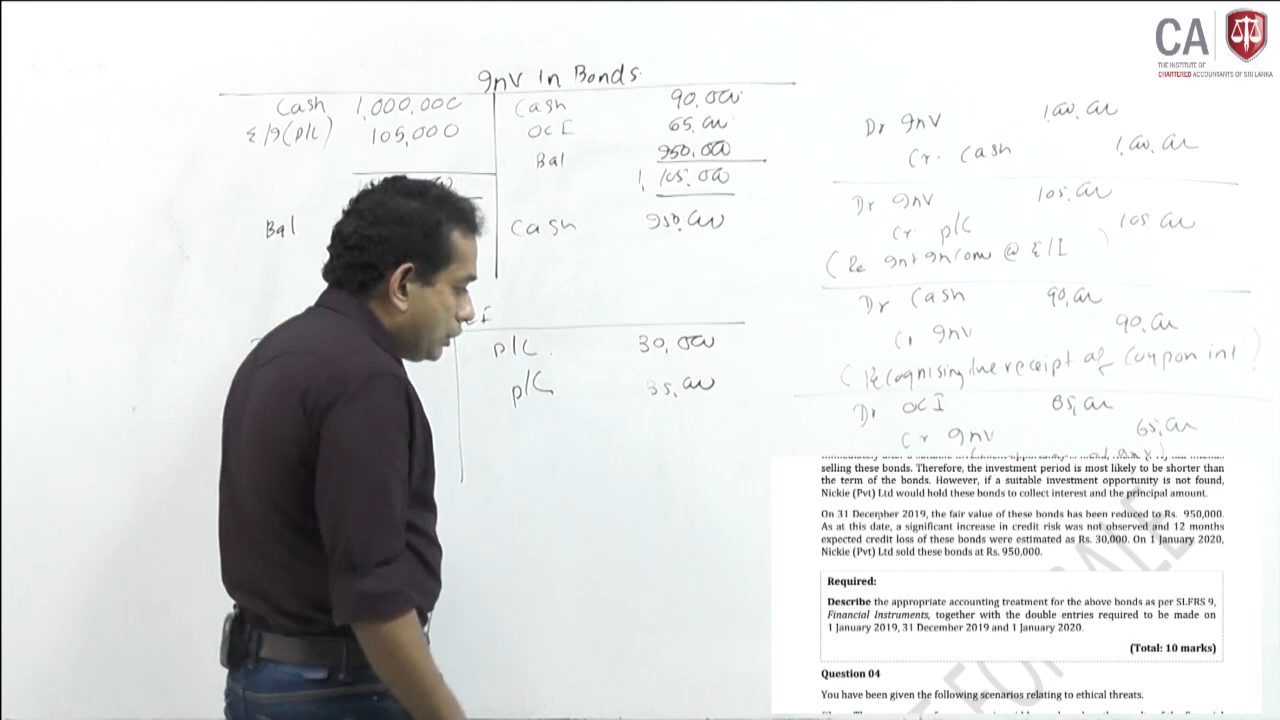 CA
THE INSTITUTE OF
CHARTERED ACCOUNTANTS OF SRI LANKA
Inv in Bonds
Cash 1,000,000 Cash 90,000
E/I (P/L) 105,000 OCI 65,000
Bal 950,000
1,105,000
Bal Cash 950,000
P/L 30,000
P/L 35,000
Dr Inv 1,000,000
Cr. Cash 1,000,000
Dr Inv 105,000
Cr. P/L 105,000
(Re Int Income @ E/I)
Dr Cash 90,000
Cr Inv 90,000
(Recognising the receipt of Coupon int)
Dr OCI 65,000
Cr Inv 65,000
selling these bonds. Therefore, the investment period is most likely to be shorter than
the term of the bonds. However, if a suitable investment opportunity is not found,
Nickie (Pvt) Ltd would hold these bonds to collect interest and the principal amount.
On 31 December 2019, the fair value of these bonds has been reduced to Rs. 950,000.
As at this date, a significant increase in credit risk was not observed and 12 months
expected credit loss of these bonds were estimated as Rs. 30,000. On 1 January 2020,
Nickie (Pvt) Ltd sold these bonds at Rs. 950,000.
Required:
Describe the appropriate accounting treatment for the above bonds as per SLFRS 9,
Financial Instruments, together with the double entries required to be made on
1 January 2019, 31 December 2019 and 1 January 2020.
(Total: 10 marks)
Question 04
You have been given the following scenarios relating to ethical threats.